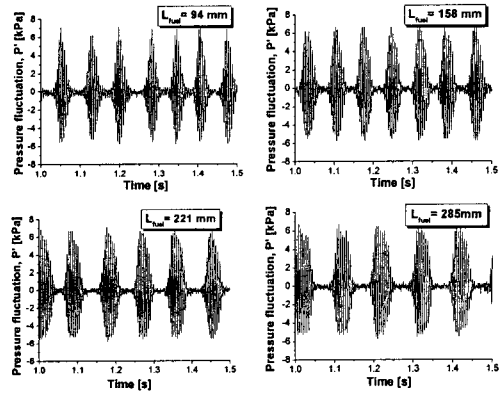 L_fuel= 94 mm
Pressure fluctuation, P' [kPa]
8
6
4
2
0
-2
-4
-6
-8
1.0 1.1 1.2 1.3 1.4 1.5
Time [s]
L_fuel= 158 mm
Pressure fluctuation, P' [kPa]
8
6
4
2
0
-2
-4
-6
-8
1.0 1.1 1.2 1.3 1.4 1.5
Time [s]
L_fuel= 221 mm
Pressure fluctuation, P' [kPa]
8
6
4
2
0
-2
-4
-6
-8
1.0 1.1 1.2 1.3 1.4 1.5
Time [s]
L_fuel= 285mm
Pressure fluctuation, P' [kPa]
8
6
4
2
0
-2
-4
-6
-8
1.0 1.1 1.2 1.3 1.4 1.5
Time [s]